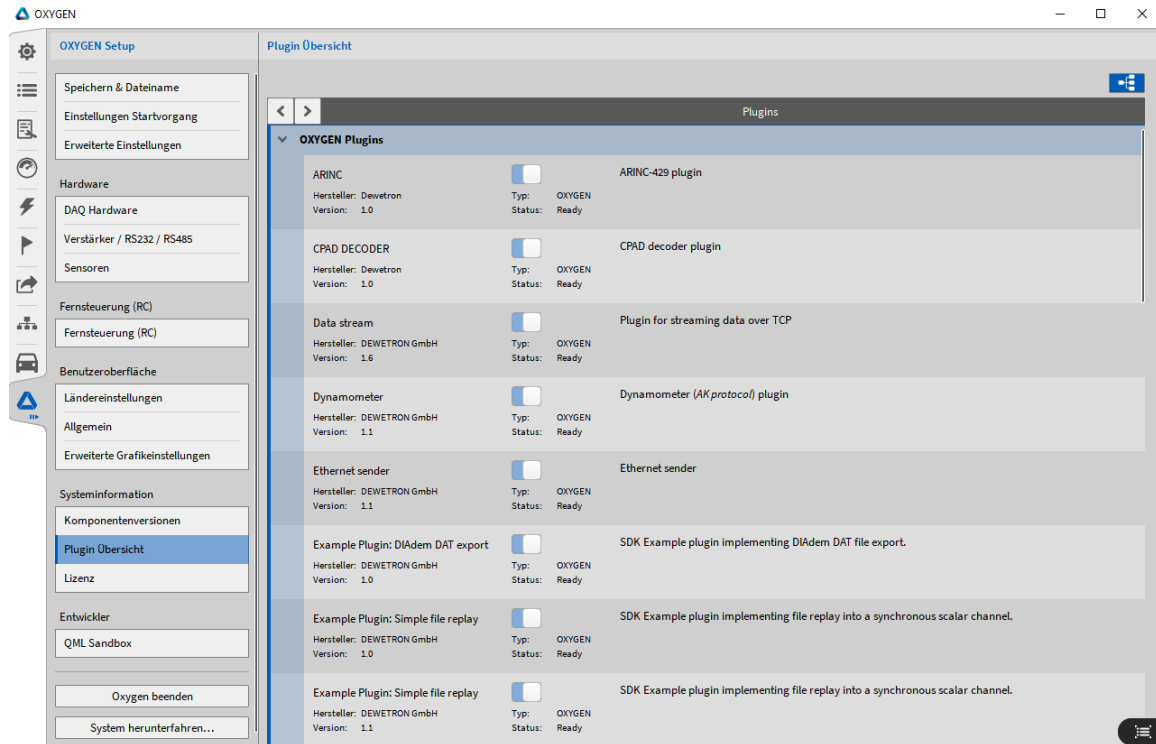 OXYGEN
OXYGEN Setup
Speichern & Dateiname
Einstellungen Startvorgang
Erweiterte Einstellungen
Hardware
DAQ Hardware
Verstärker / RS232 / RS485
Sensoren
Fernsteuerung (RC)
Fernsteuerung (RC)
Benutzeroberfläche
Ländereinstellungen
Allgemein
Erweiterte Grafikeinstellungen
Systeminformation
Komponentenversionen
Plugin Übersicht
Lizenz
Entwickler
QML Sandbox
Oxygen beenden
System herunterfahren...
Plugin Übersicht
Plugins
OXYGEN Plugins
ARINC
Hersteller: Dewetron
Version: 1.0
Typ: OXYGEN
Status: Ready
ARINC-429 plugin
CPAD DECODER
Hersteller: Dewetron
Version: 1.0
Typ: OXYGEN
Status: Ready
CPAD decoder plugin
Data stream
Hersteller: DEWETRON GmbH
Version: 1.6
Typ: OXYGEN
Status: Ready
Plugin for streaming data over TCP
Dynamometer
Hersteller: DEWETRON GmbH
Version: 1.1
Typ: OXYGEN
Status: Ready
Dynamometer (AK protocol) plugin
Ethernet sender
Hersteller: DEWETRON GmbH
Version: 1.1
Typ: OXYGEN
Status: Ready
Ethernet sender
Example Plugin: DIAdem DAT export
Hersteller: DEWETRON GmbH
Version: 1.0
Typ: OXYGEN
Status: Ready
SDK Example plugin implementing DIAdem DAT file export.
Example Plugin: Simple file replay
Hersteller: DEWETRON GmbH
Version: 1.0
Typ: OXYGEN
Status: Ready
SDK Example plugin implementing file replay into a synchronous scalar channel.
Example Plugin: Simple file replay
Hersteller: DEWETRON GmbH
Version: 1.1
Typ: OXYGEN
Status: Ready
SDK Example plugin implementing file replay into a synchronous scalar channel.